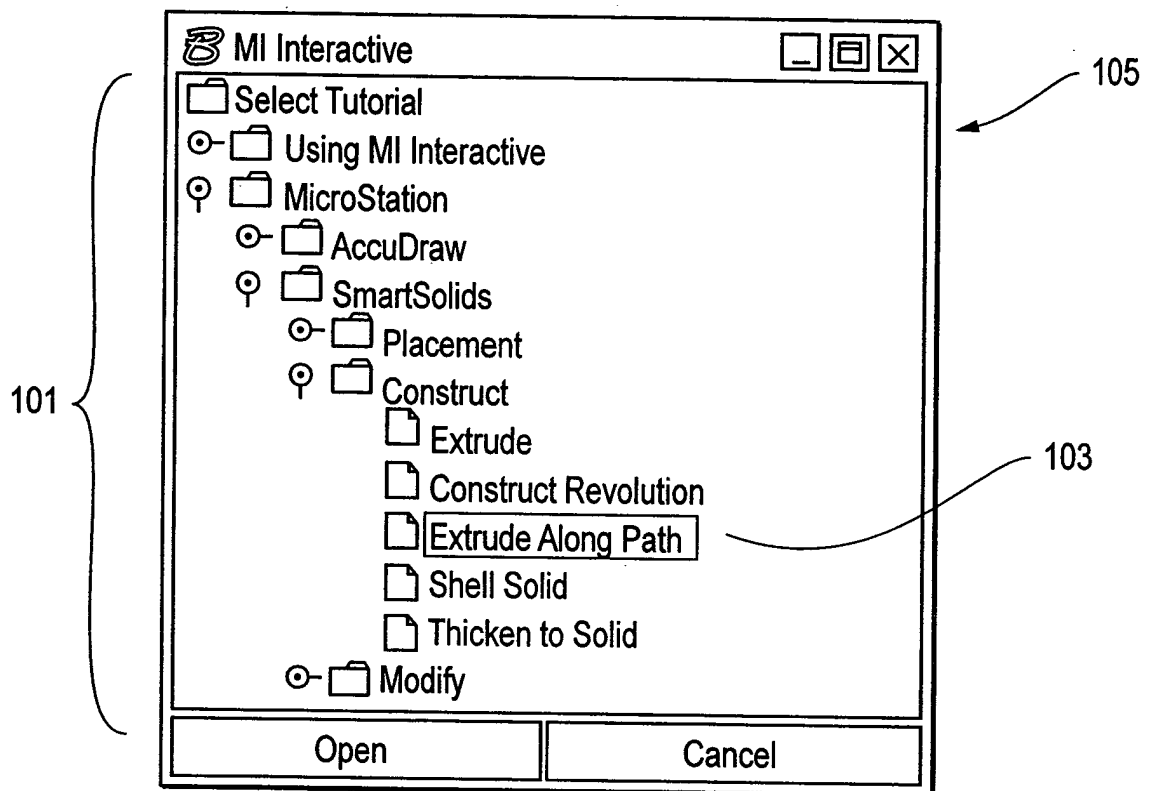 MI Interactive
105
Select Tutorial
Using MI Interactive
MicroStation
AccuDraw
SmartSolids
Placement
101
Construct
Extrude
103
Construct Revolution
Extrude Along Path
Shell Solid
Thicken to Solid
Modify
Open Cancel